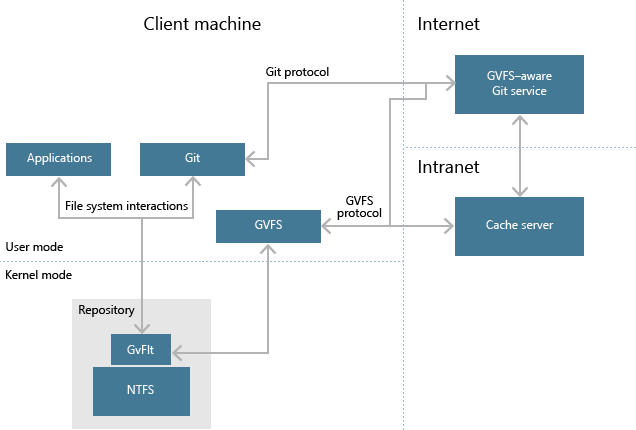 Client machine
Internet
Git protocol
GVFS–aware
Git service
Applications
Git
Intranet
File system interactions
GVFS
protocol
GVFS
Cache server
User mode
Kernel mode
Repository
GvFlt
NTFS